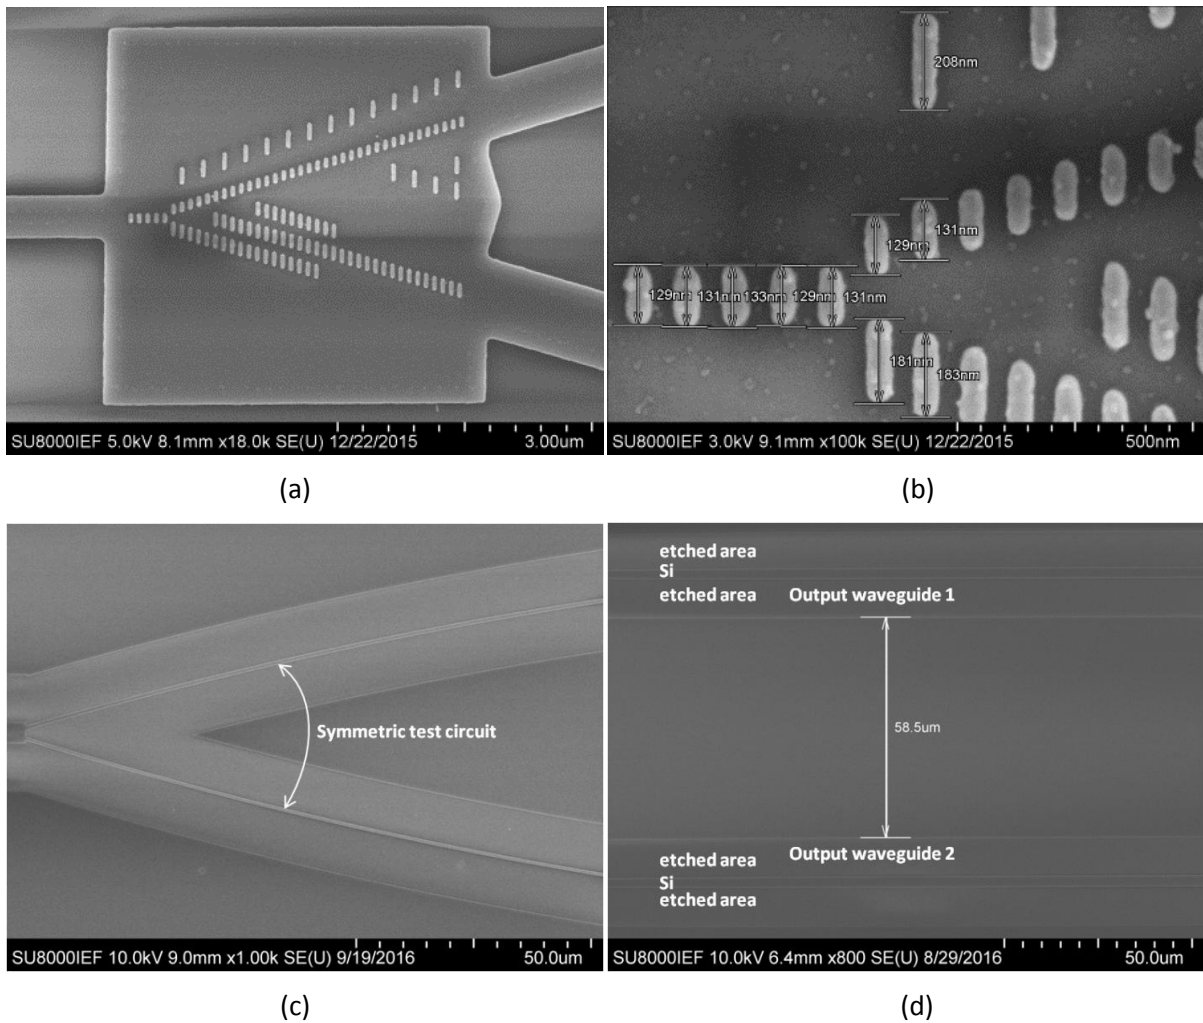 SU8000IEF 5.0kV 8.1mm x18.0k SE(U) 12/22/2015 3.00um
(a)
208nm
131nm
129nm
129nm 131nm 133nm 129nm 131nm
181nm
183nm
SU8000IEF 3.0kV 9.1mm x100k SE(U) 12/22/2015 500nm
(b)
Symmetric test circuit
SU8000IEF 10.0kV 9.0mm x1.00k SE(U) 9/19/2016 50.0um
(c)
etched area
Si
etched area Output waveguide 1
58.5um
Output waveguide 2
etched area
Si
etched area
SU8000IEF 10.0kV 6.4mm x800 SE(U) 8/29/2016 50.0um
(d)